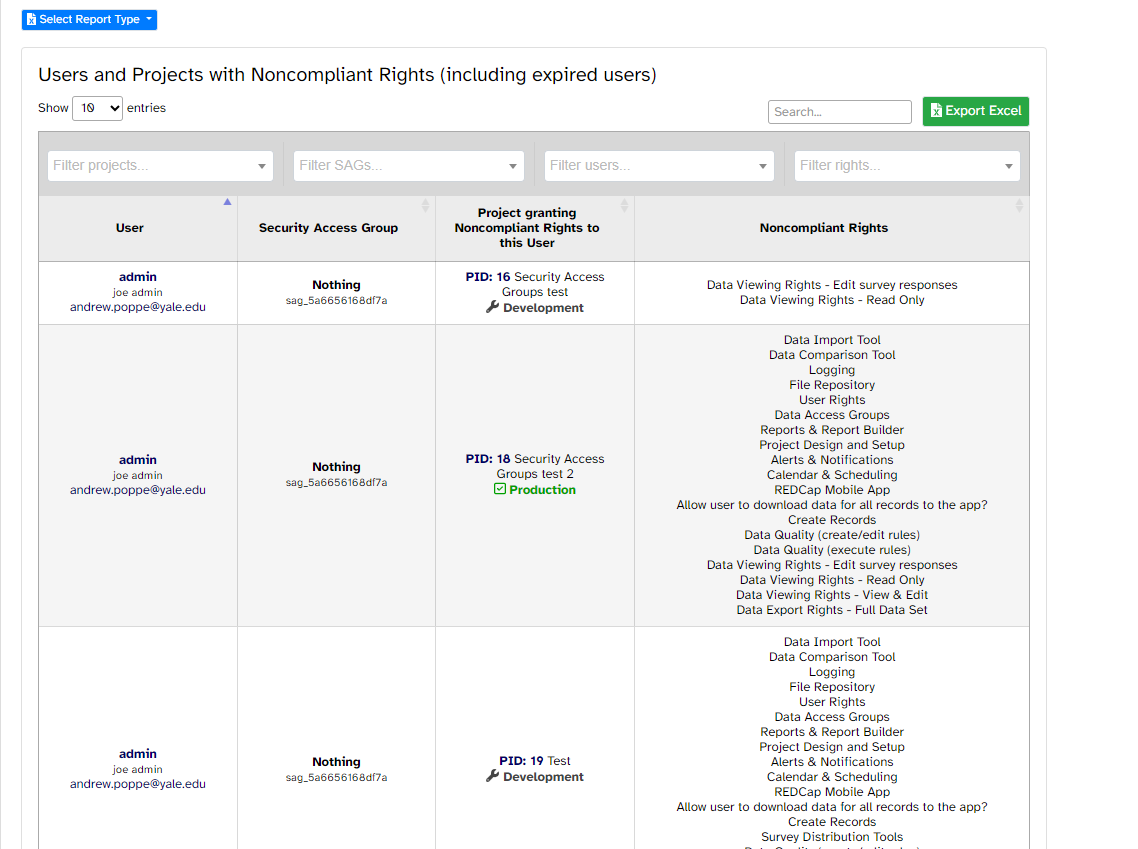 Select Report Type
Users and Projects with Noncompliant Rights (including expired users)
Show 10 entries
Search...
Export Excel
Filter projects...
Filter SAGs...
Filter users...
Filter rights...
User
Security Access Group
Project granting
Noncompliant Rights to
this User
Noncompliant Rights
admin
joe admin
andrew.poppe@yale.edu
Nothing
sag_5a6656168df7a
PID: 16 Security Access
Groups test
Development
Data Viewing Rights - Edit survey responses
Data Viewing Rights - Read Only
admin
joe admin
andrew.poppe@yale.edu
Nothing
sag_5a6656168df7a
PID: 18 Security Access
Groups test 2
Production
Data Import Tool
Data Comparison Tool
Logging
File Repository
User Rights
Data Access Groups
Reports & Report Builder
Project Design and Setup
Alerts & Notifications
Calendar & Scheduling
REDCap Mobile App
Allow user to download data for all records to the app?
Create Records
Data Quality (create/edit rules)
Data Quality (execute rules)
Data Viewing Rights - Edit survey responses
Data Viewing Rights - Read Only
Data Viewing Rights - View & Edit
Data Export Rights - Full Data Set
admin
joe admin
andrew.poppe@yale.edu
Nothing
sag_5a6656168df7a
PID: 19 Test
Development
Data Import Tool
Data Comparison Tool
Logging
File Repository
User Rights
Data Access Groups
Reports & Report Builder
Project Design and Setup
Alerts & Notifications
Calendar & Scheduling
REDCap Mobile App
Allow user to download data for all records to the app?
Create Records
Survey Distribution Tools